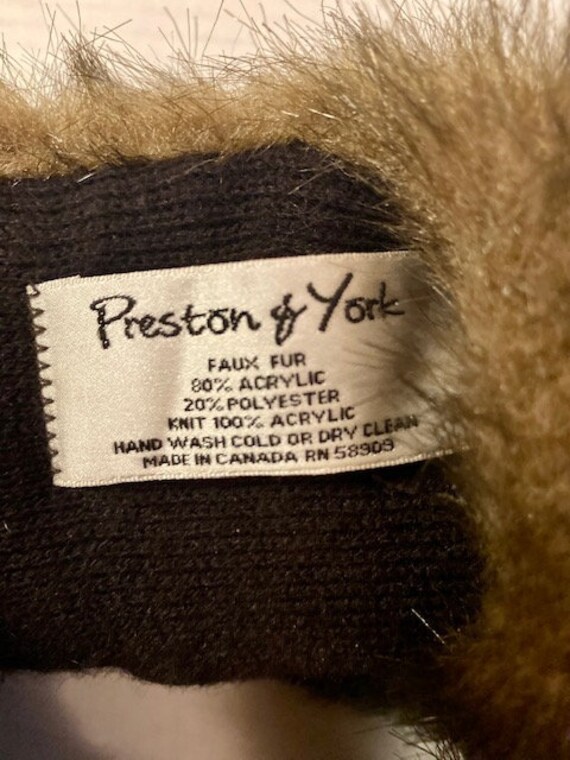 Preston & York
FAUX FUR
80% ACRYLIC
20% POLYESTER
KNIT 100% ACRYLIC
HAND WASH COLD OR DRY CLEAN
MADE IN CANADA RN 58909